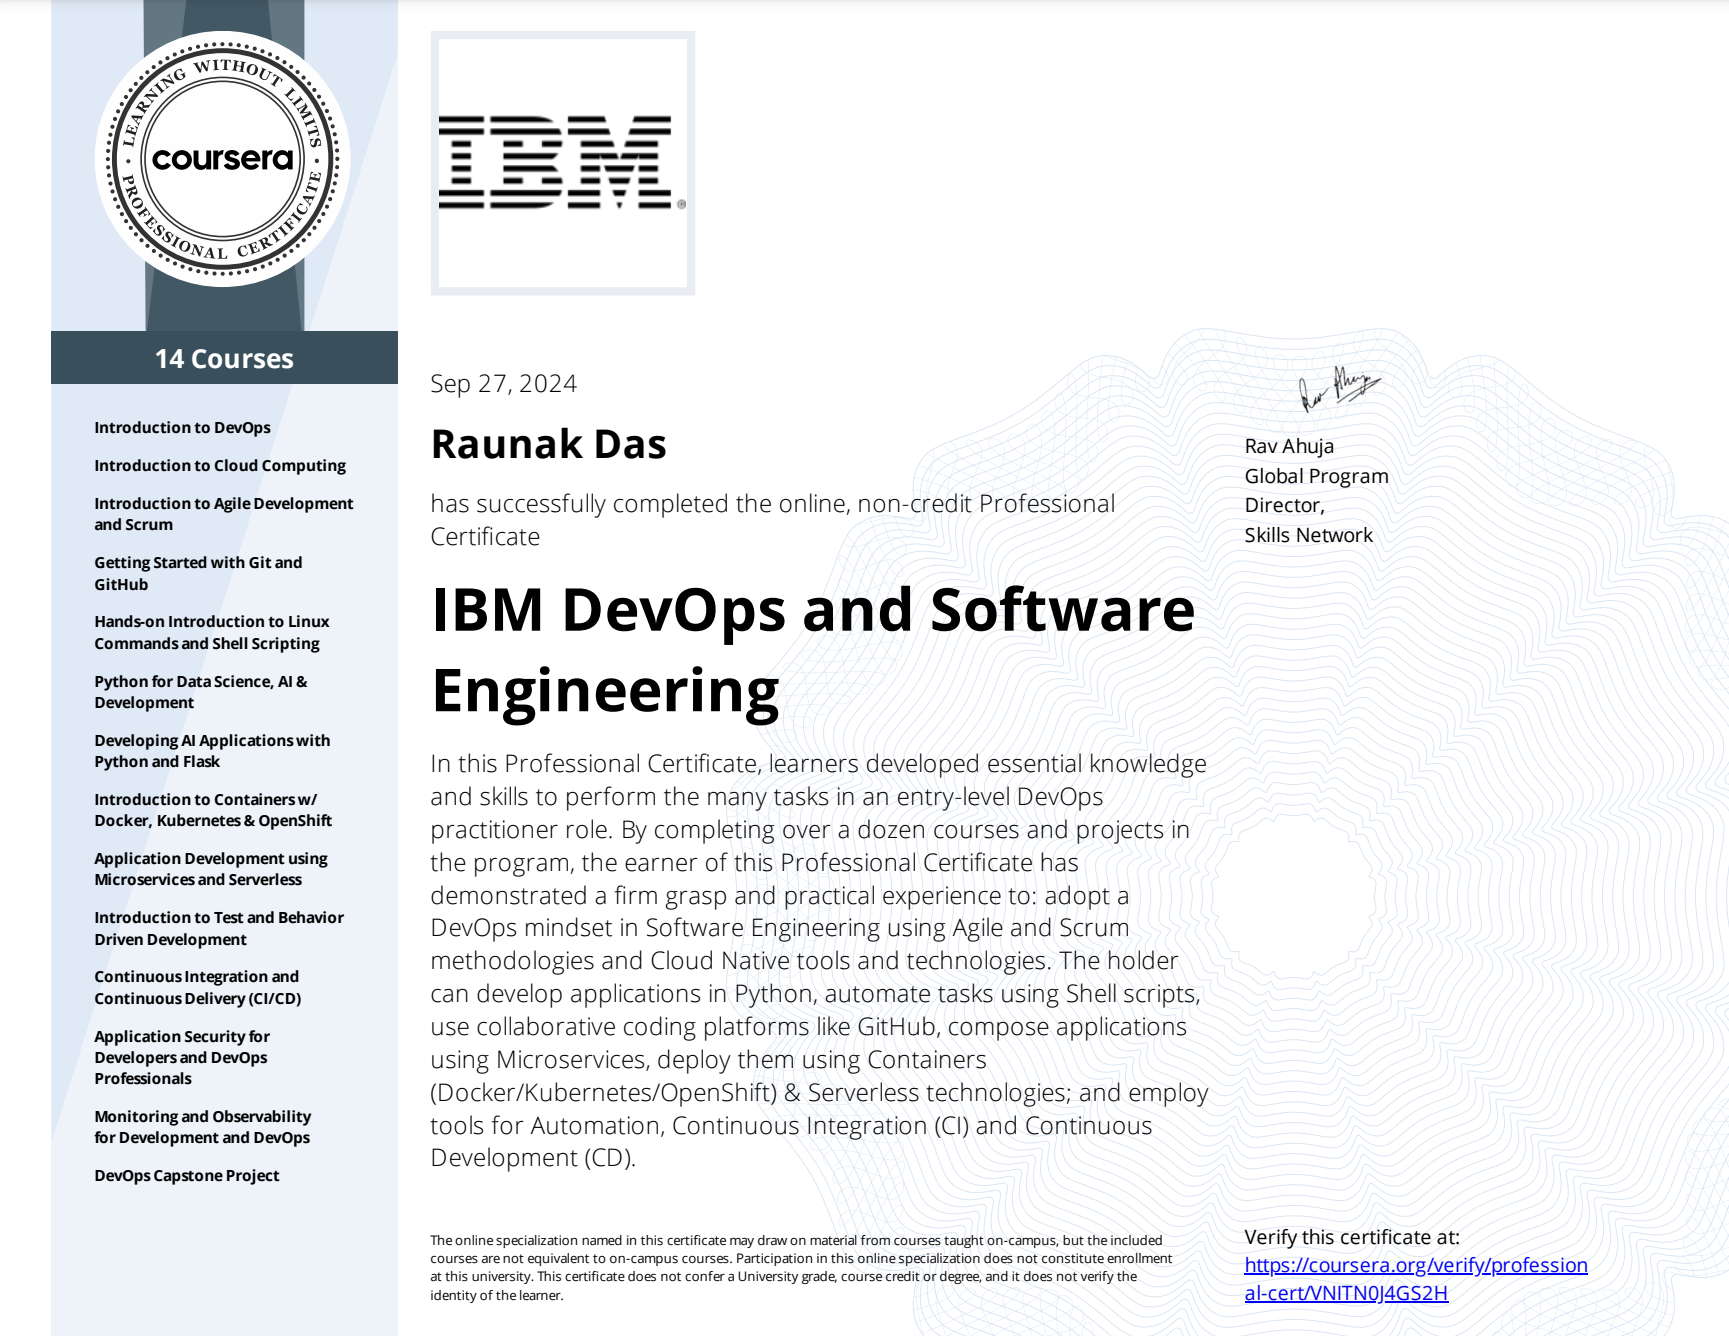 LEARNING WITHOUT LIMITS
coursera
PROFESSIONAL CERTIFICATE
14 Courses
Introduction to DevOps
Introduction to Cloud Computing
Introduction to Agile Development
and Scrum
Getting Started with Git and
GitHub
Hands-on Introduction to Linux
Commands and Shell Scripting
Python for Data Science, AI &
Development
Developing AI Applications with
Python and Flask
Introduction to Containers w/
Docker, Kubernetes & OpenShift
Application Development using
Microservices and Serverless
Introduction to Test and Behavior
Driven Development
Continuous Integration and
Continuous Delivery (CI/CD)
Application Security for
Developers and DevOps
Professionals
Monitoring and Observability
for Development and DevOps
DevOps Capstone Project
IBM®
Sep 27, 2024
Raunak Das
has successfully completed the online, non-credit Professional
Certificate
IBM DevOps and Software
Engineering
In this Professional Certificate, learners developed essential knowledge
and skills to perform the many tasks in an entry-level DevOps
practitioner role. By completing over a dozen courses and projects in
the program, the earner of this Professional Certificate has
demonstrated a firm grasp and practical experience to: adopt a
DevOps mindset in Software Engineering using Agile and Scrum
methodologies and Cloud Native tools and technologies. The holder
can develop applications in Python, automate tasks using Shell scripts,
use collaborative coding platforms like GitHub, compose applications
using Microservices, deploy them using Containers
(Docker/Kubernetes/OpenShift) & Serverless technologies; and employ
tools for Automation, Continuous Integration (CI) and Continuous
Development (CD).
The online specialization named in this certificate may draw on material from courses taught on-campus, but the included
courses are not equivalent to on-campus courses. Participation in this online specialization does not constitute enrollment
at this university. This certificate does not confer a University grade, course credit or degree, and it does not verify the
identity of the learner.
Rav Ahuja
Rav Ahuja
Global Program
Director,
Skills Network
Verify this certificate at:
https://coursera.org/verify/profession
al-cert/VNITN0J4GS2H